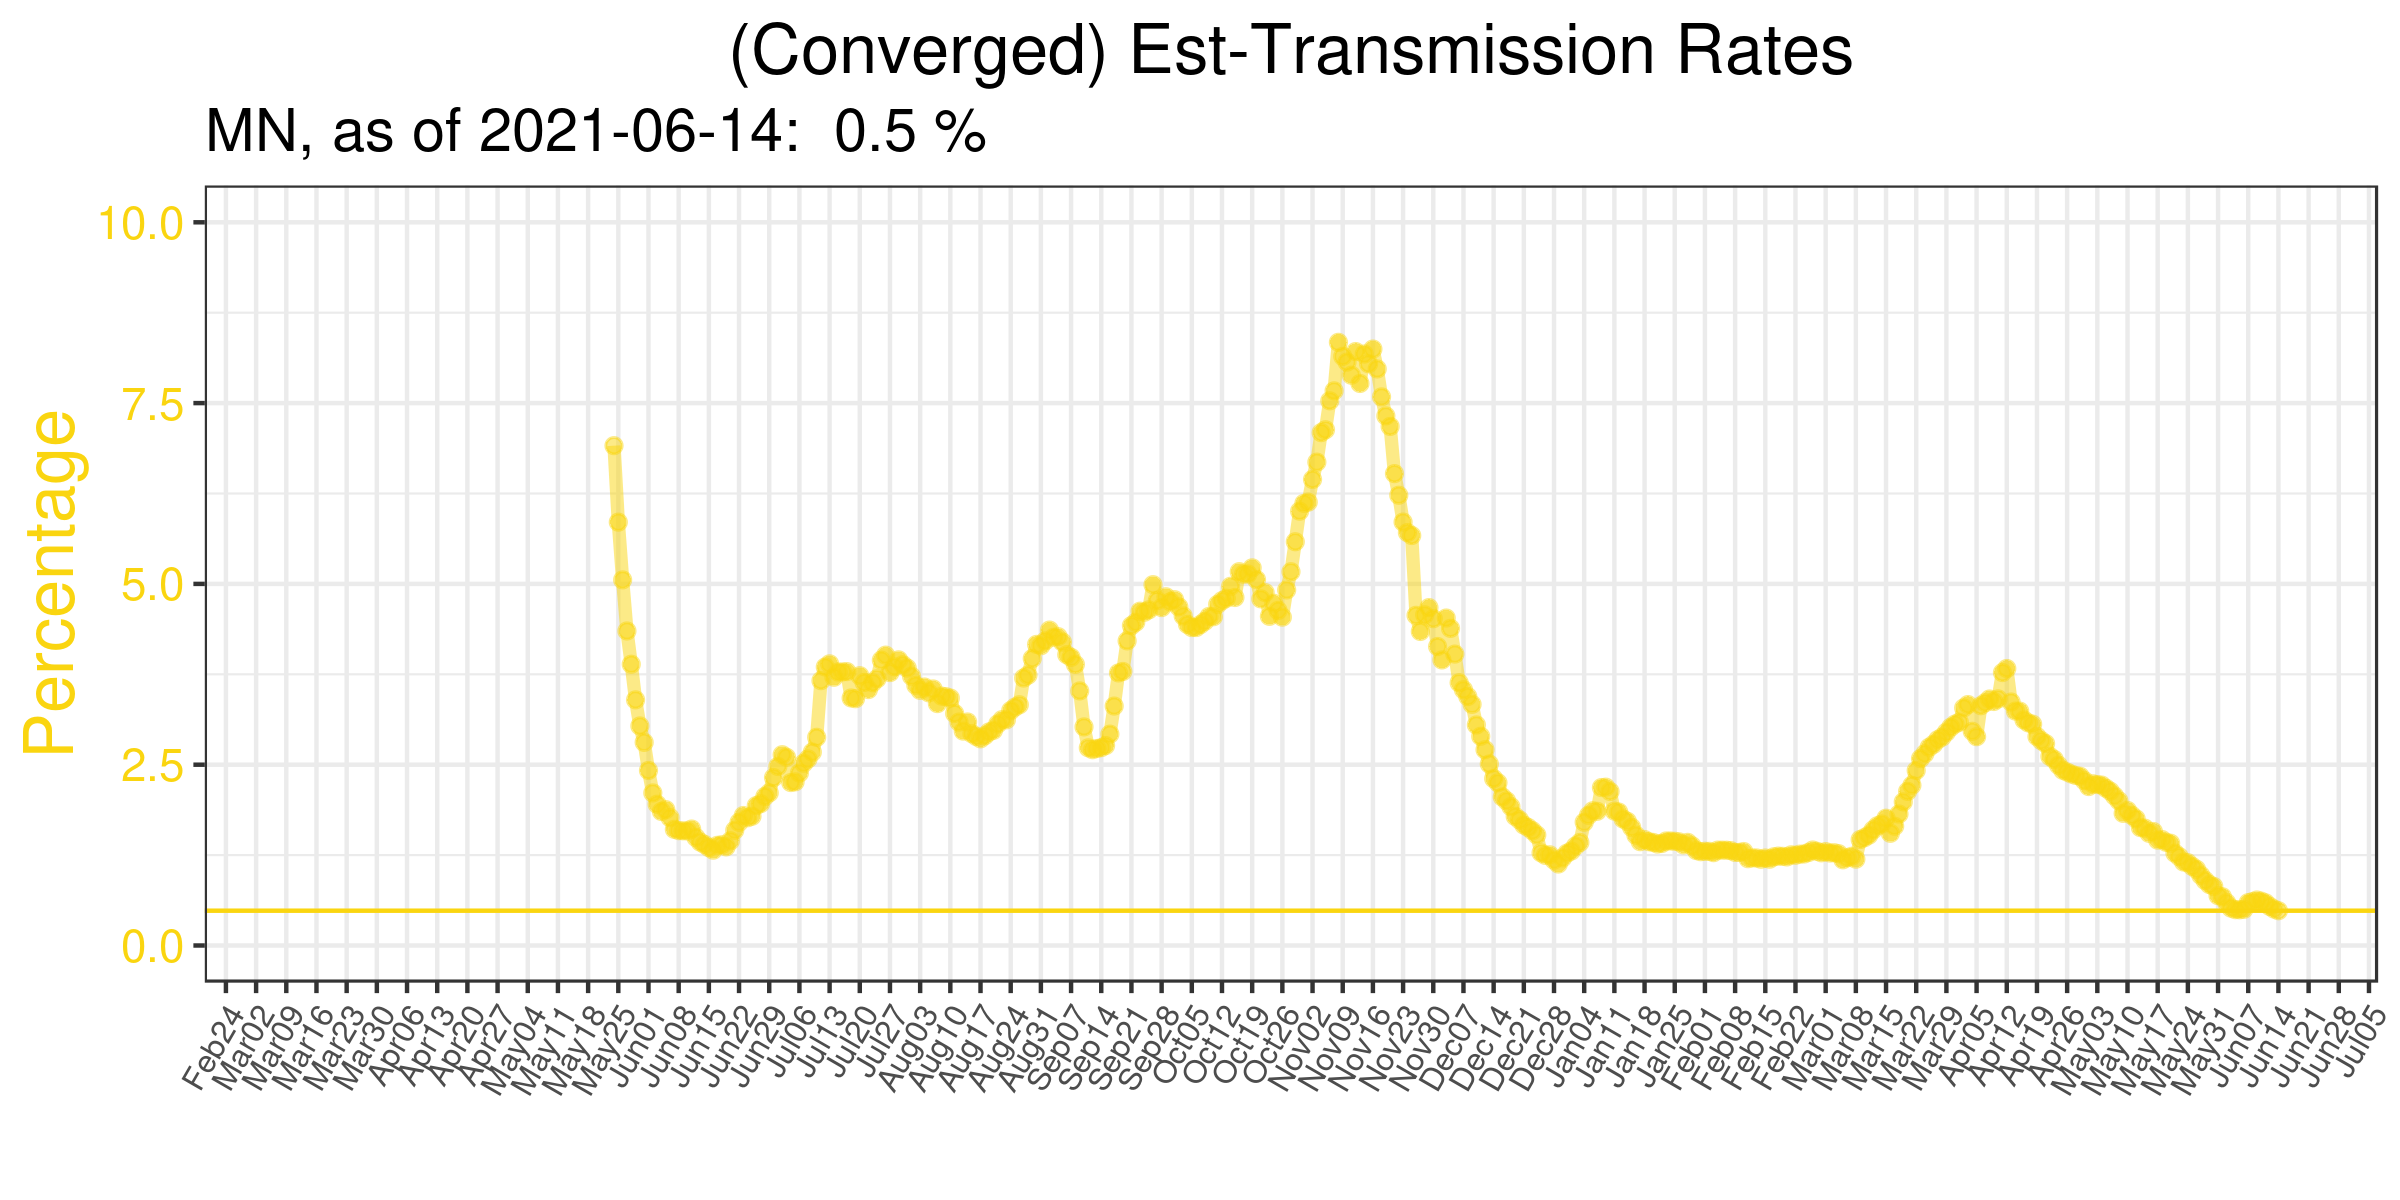 (Converged) Est-Transmission Rates
MN, as of 2021-06-14:  0.5 %
Percentage
10.0
7.5
5.0
2.5
0.0
Feb24
Mar02
Mar09
Mar16
Mar23
Mar30
Apr06
Apr13
Apr20
Apr27
May04
May11
May18
May25
Jun01
Jun08
Jun15
Jun22
Jun29
Jul06
Jul13
Jul20
Jul27
Aug03
Aug10
Aug17
Aug24
Aug31
Sep07
Sep14
Sep21
Sep28
Oct05
Oct12
Oct19
Oct26
Nov02
Nov09
Nov16
Nov23
Nov30
Dec07
Dec14
Dec21
Dec28
Jan04
Jan11
Jan18
Jan25
Feb01
Feb08
Feb15
Feb22
Mar01
Mar08
Mar15
Mar22
Mar29
Apr05
Apr12
Apr19
Apr26
May03
May10
May17
May24
May31
Jun07
Jun14
Jun21
Jun28
Jul05